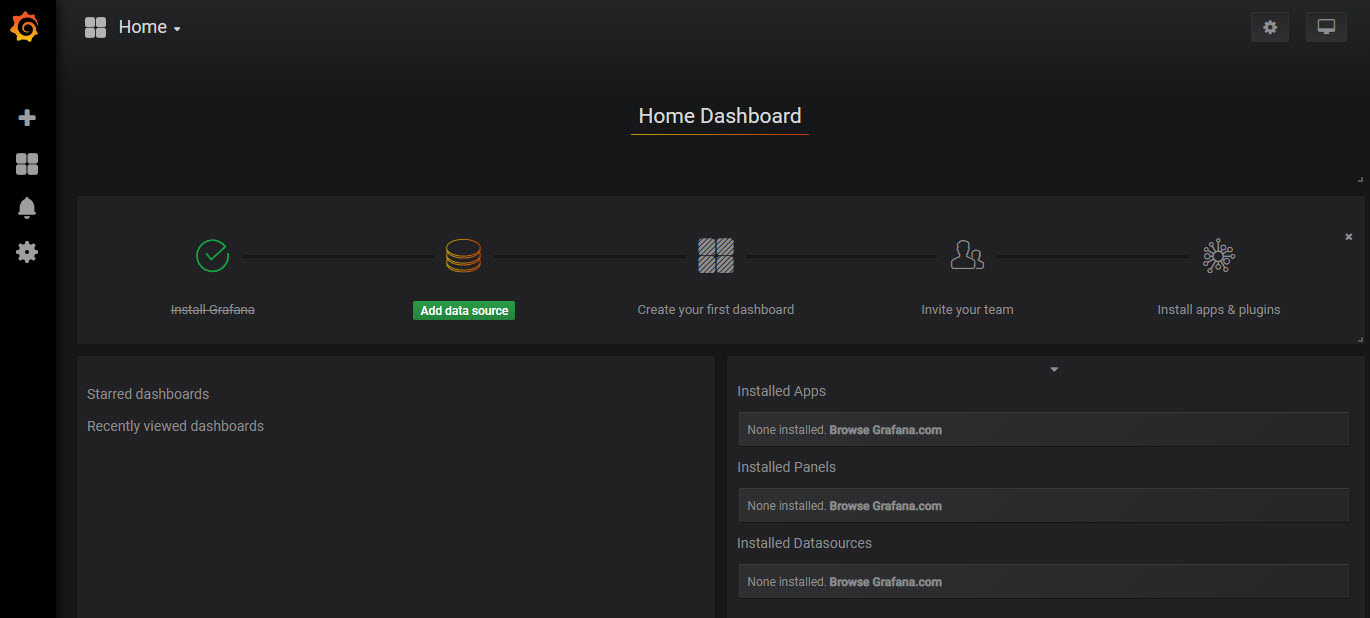 Home
Home Dashboard
Install Grafana
Add data source
Create your first dashboard
Invite your team
Install apps & plugins
Starred dashboards
Recently viewed dashboards
Installed Apps
None installed. Browse Grafana.com
Installed Panels
None installed. Browse Grafana.com
Installed Datasources
None installed. Browse Grafana.com